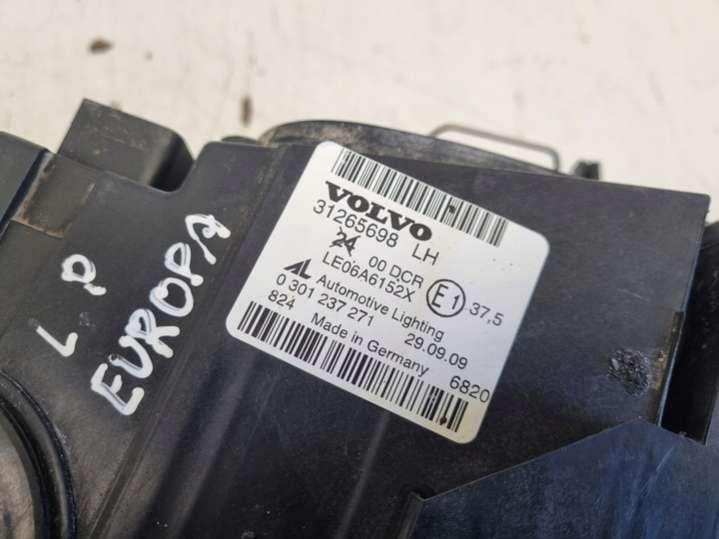 VOLVO
31265698 LH
24 00 DCR
LE06A6152X
E1 37,5
AL Automotive Lighting
0 301 237 271
824 29.09.09
Made in Germany
6820
L P
EUROPA